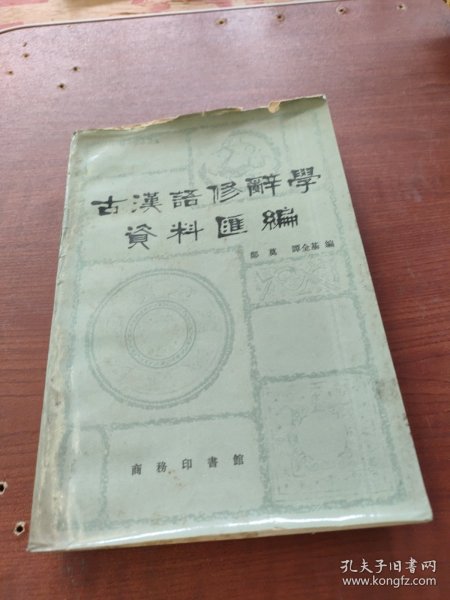 古漢語修辭學
資料匯編
鄭奠 譚全基 編
商務印書館
孔夫子旧书网
www.kongfz.com